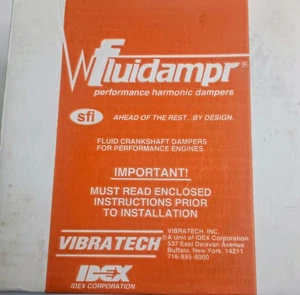 fluidampr®
performance harmonic dampers
sfi AHEAD OF THE REST...BY DESIGN.
FLUID CRANKSHAFT DAMPERS
FOR PERFORMANCE ENGINES.
IMPORTANT!
MUST READ ENCLOSED
INSTRUCTIONS PRIOR
TO INSTALLATION
VIBRATECH®
VIBRATECH, INC.
A Unit of IDEX Corporation
537 East Delavan Avenue
Buffalo, New York, 14211
716-895-8000
IDEX
IDEX CORPORATION